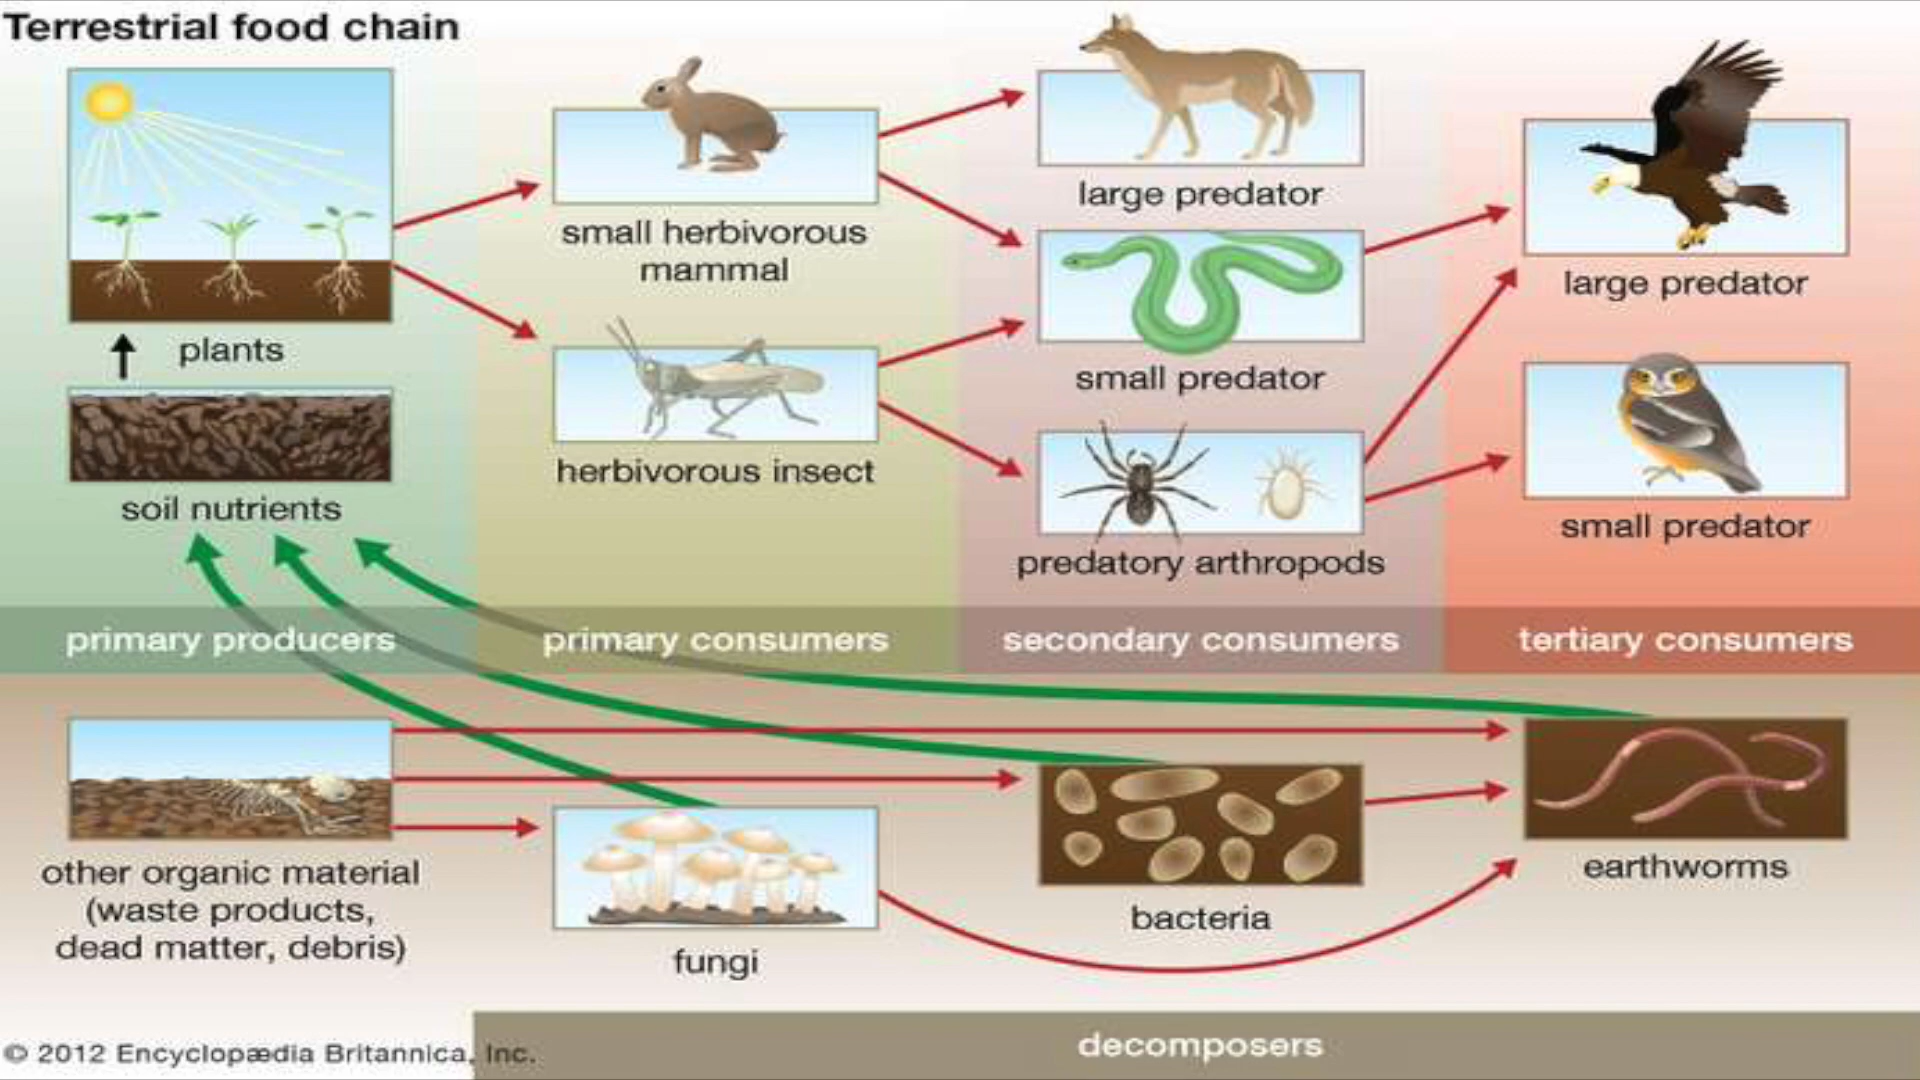 Terrestrial food chain
large predator
small herbivorous
mammal
large predator
plants
small predator
herbivorous insect
soil nutrients
small predator
predatory arthropods
primary producers
primary consumers
secondary consumers
tertiary consumers
other organic material
(waste products,
dead matter, debris)
fungi
bacteria
earthworms
decomposers
© 2012 Encyclopædia Britannica, Inc.